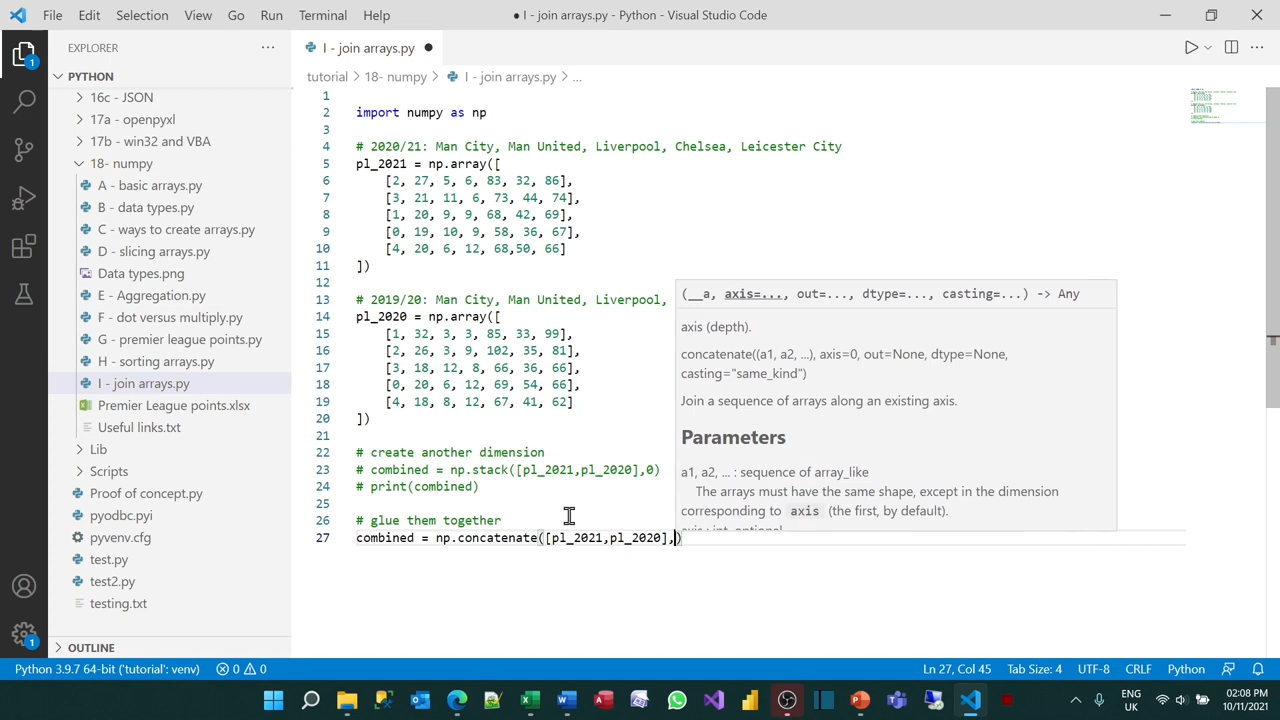 File Edit Selection View Go Run Terminal Help
● I - join arrays.py - Python - Visual Studio Code
EXPLORER
PYTHON
16c - JSON
17a - openpyxl
17b - win32 and VBA
18- numpy
A - basic arrays.py
B - data types.py
C - ways to create arrays.py
D - slicing arrays.py
Data types.png
E - Aggregation.py
F - dot versus multiply.py
G - premier league points.py
H - sorting arrays.py
I - join arrays.py
Premier League points.xlsx
Useful links.txt
Lib
Scripts
Proof of concept.py
pyodbc.pyi
pyvenv.cfg
test.py
test2.py
testing.txt
OUTLINE
I - join arrays.py ●
tutorial > 18- numpy > I - join arrays.py > ...
1
2 import numpy as np
3
4 # 2020/21: Man City, Man United, Liverpool, Chelsea, Leicester City
5 pl_2021 = np.array([
6 [2, 27, 5, 6, 83, 32, 86],
7 [3, 21, 11, 6, 73, 44, 74],
8 [1, 20, 9, 9, 68, 42, 69],
9 [0, 19, 10, 9, 58, 36, 67],
10 [4, 20, 6, 12, 68,50, 66]
11 ])
12
13 # 2019/20: Man City, Man United, Liverpool,
14 pl_2020 = np.array([
15 [1, 32, 3, 3, 85, 33, 99],
16 [2, 26, 3, 9, 102, 35, 81],
17 [3, 18, 12, 8, 66, 36, 66],
18 [0, 20, 6, 12, 69, 54, 66],
19 [4, 18, 8, 12, 67, 41, 62]
20 ])
21
22 # create another dimension
23 # combined = np.stack([pl_2021,pl_2020],0)
24 # print(combined)
25
26 # glue them together
27 combined = np.concatenate([pl_2021,pl_2020],)
(__a, axis=..., out=..., dtype=..., casting=...) -> Any
axis (depth).
concatenate((a1, a2, ...), axis=0, out=None, dtype=None,
casting="same_kind")
Join a sequence of arrays along an existing axis.
Parameters
a1, a2, ... : sequence of array_like
The arrays must have the same shape, except in the dimension
corresponding to axis (the first, by default).
1
1
Python 3.9.7 64-bit ('tutorial': venv) 0 0 Ln 27, Col 45 Tab Size: 4 UTF-8 CRLF Python
ENG
UK
02:08 PM
10/11/2021